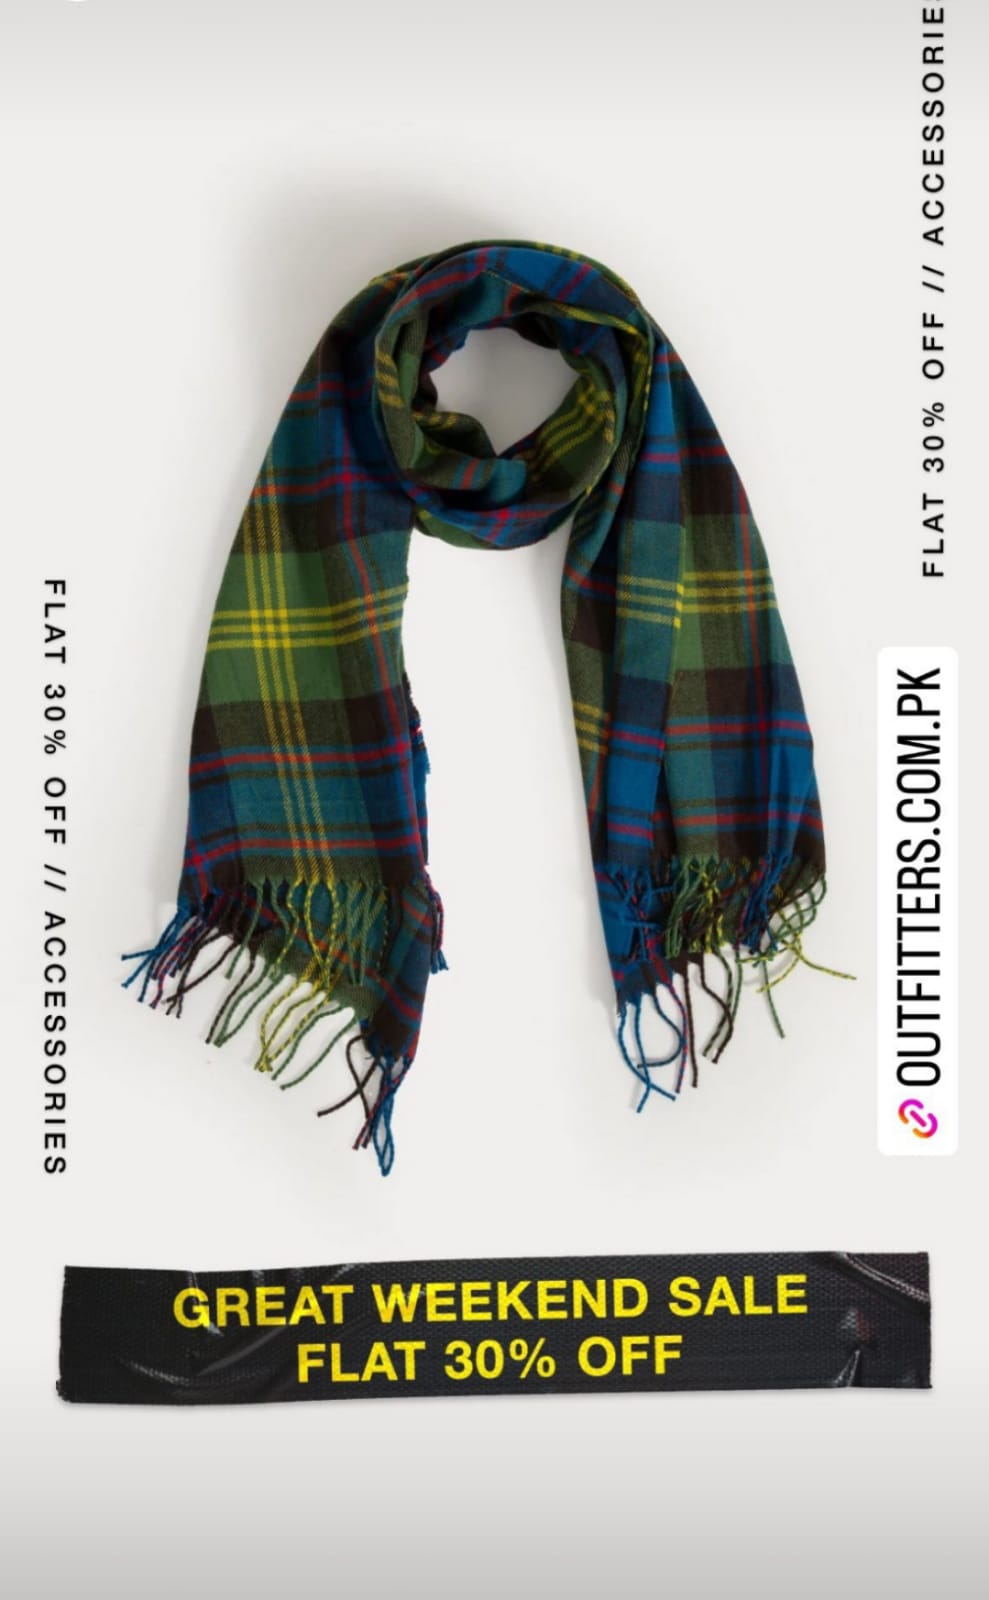 FLAT 30% OFF // ACCESSORIES
FLAT 30% OFF // ACCESSORIES
OUTFITTERS.COM.PK
GREAT WEEKEND SALE
FLAT 30% OFF